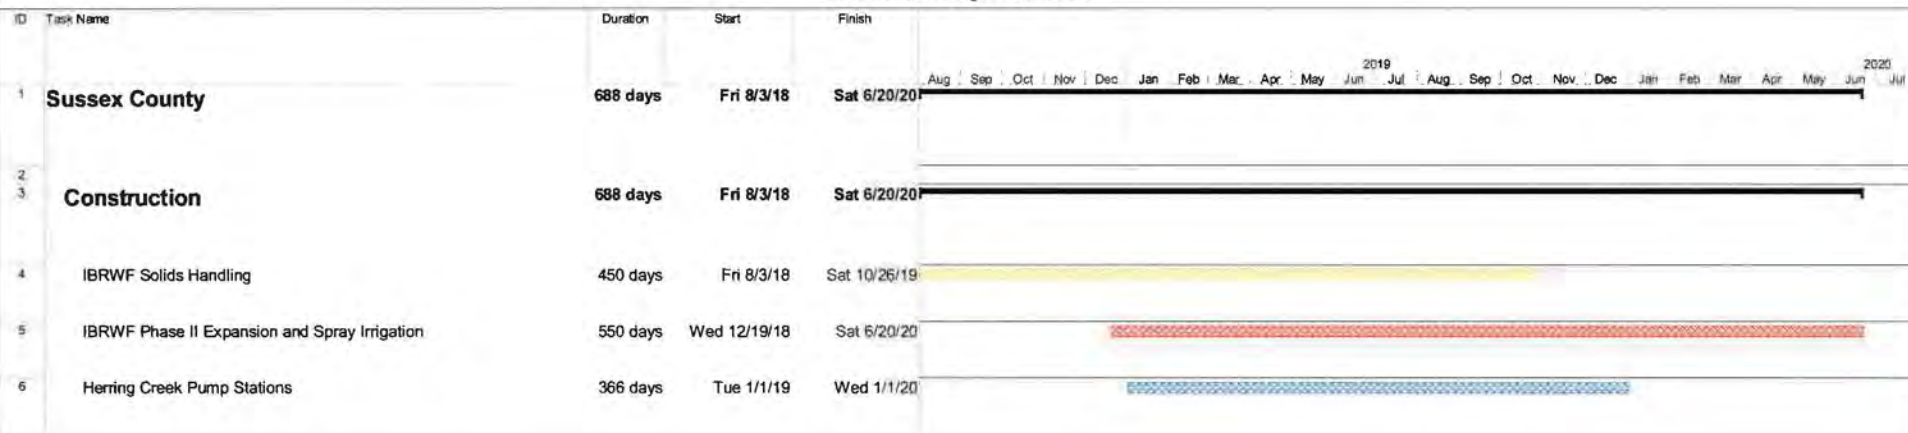 ID Task Name Duration Start Finish
2019 2020
Aug Sep Oct Nov Dec Jan Feb Mar Apr May Jun Jul Aug Sep Oct Nov Dec Jan Feb Mar Apr May Jun Jul
1 Sussex County 688 days Fri 8/3/18 Sat 6/20/20
2
3 Construction 688 days Fri 8/3/18 Sat 6/20/20
4 IBRWF Solids Handling 450 days Fri 8/3/18 Sat 10/26/19
5 IBRWF Phase II Expansion and Spray Irrigation 550 days Wed 12/19/18 Sat 6/20/20
6 Herring Creek Pump Stations 366 days Tue 1/1/19 Wed 1/1/20